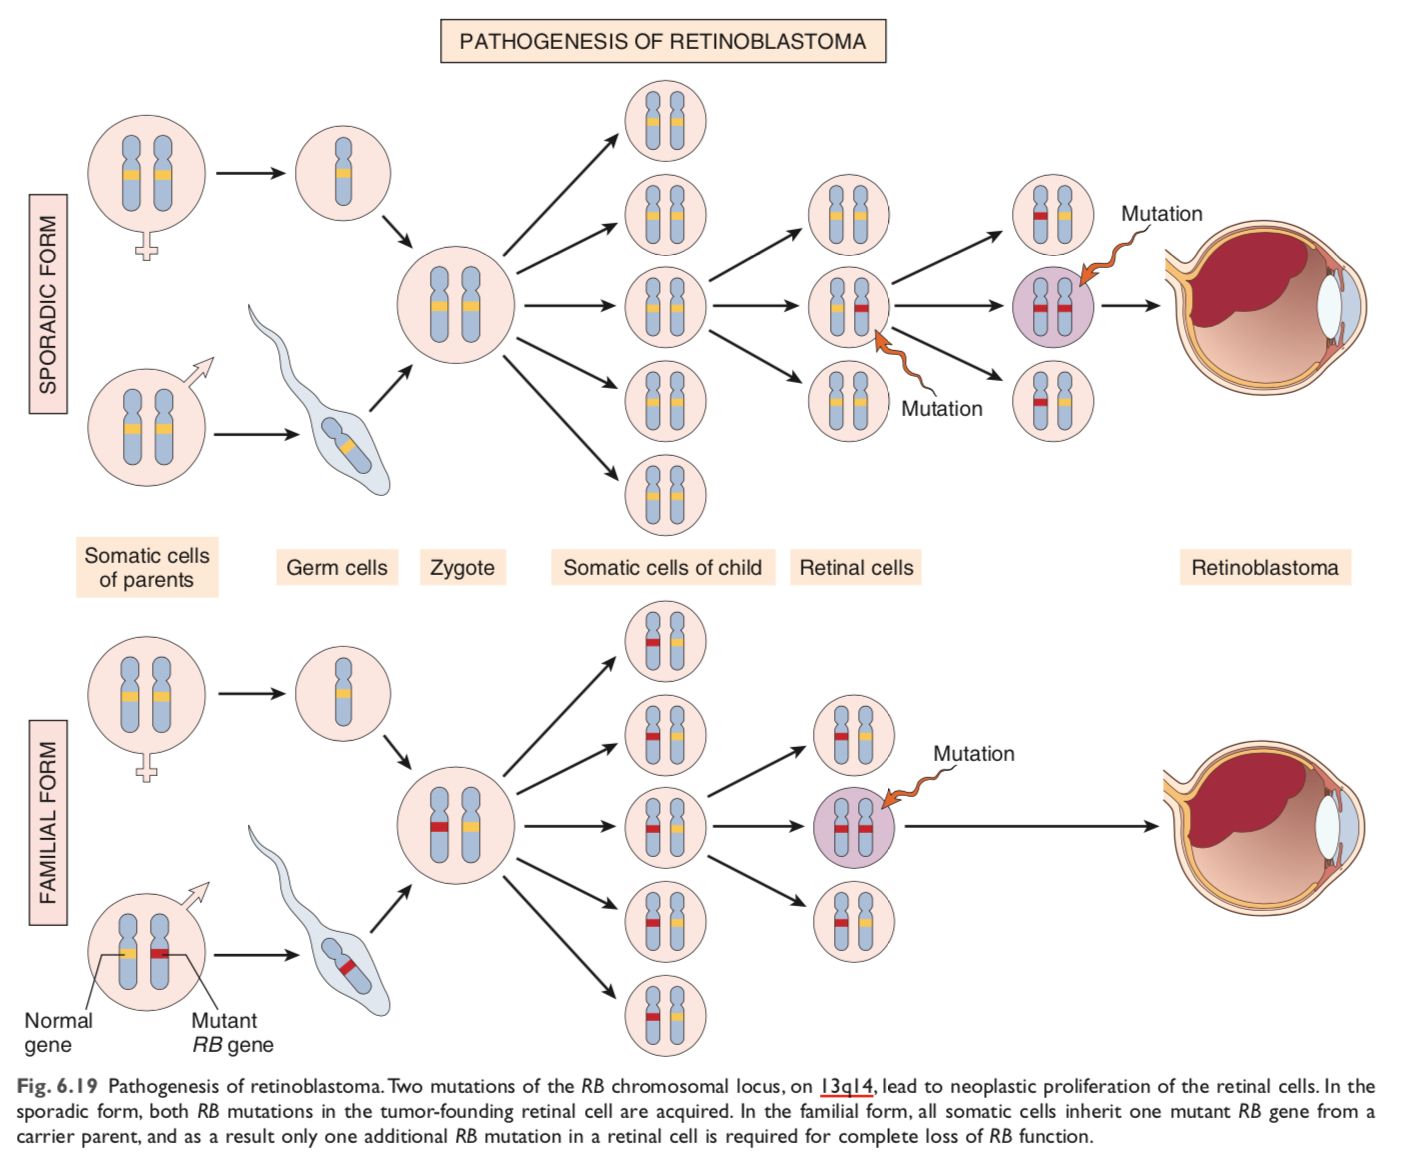 PATHOGENESIS OF RETINOBLASTOMA
SPORADIC FORM
Mutation
Mutation
Somatic cells
of parents
Germ cells
Zygote
Somatic cells of child
Retinal cells
Retinoblastoma
FAMILIAL FORM
Mutation
Normal
gene
Mutant
RB gene
Fig. 6.19 Pathogenesis of retinoblastoma. Two mutations of the RB chromosomal locus, on 13q14, lead to neoplastic proliferation of the retinal cells. In the
sporadic form, both RB mutations in the tumor-founding retinal cell are acquired. In the familial form, all somatic cells inherit one mutant RB gene from a
carrier parent, and as a result only one additional RB mutation in a retinal cell is required for complete loss of RB function.